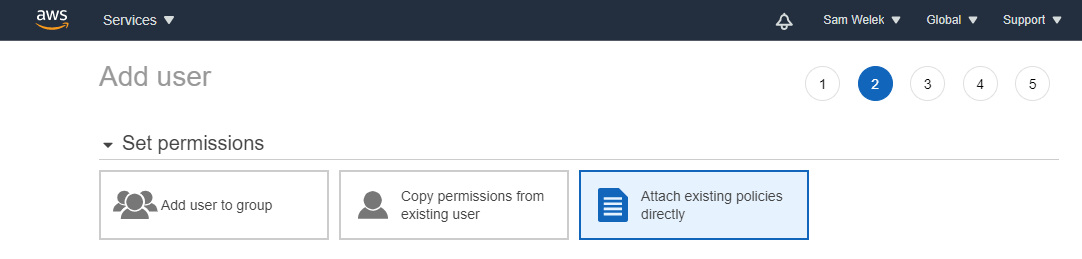 aws
Services
Sam Welek
Global
Support
Add user
1
2
3
4
5
Set permissions
Add user to group
Copy permissions from
existing user
Attach existing policies
directly